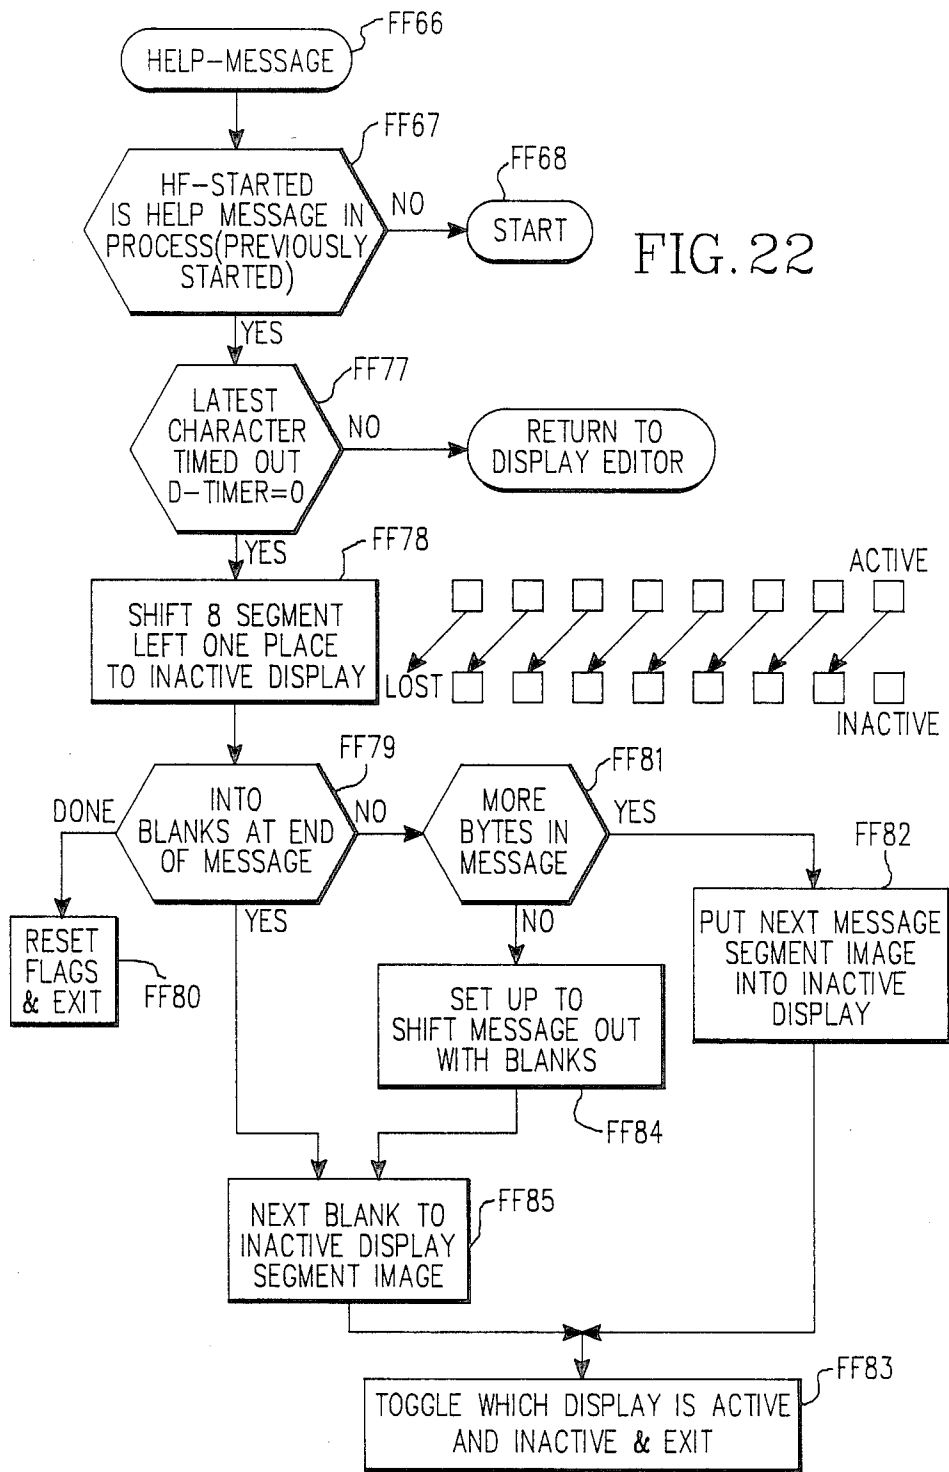 FF66
HELP-MESSAGE
FF67
HF-STARTED
IS HELP MESSAGE IN
PROCESS(PREVIOUSLY
STARTED)
NO
FF68
START
FIG. 22
YES
FF77
LATEST
CHARACTER
TIMED OUT
D-TIMER=0
NO
RETURN TO
DISPLAY EDITOR
YES
FF78
SHIFT 8 SEGMENT
LEFT ONE PLACE
TO INACTIVE DISPLAY
ACTIVE
LOST
INACTIVE
FF79
INTO
BLANKS AT END
OF MESSAGE
DONE
NO
YES
FF81
MORE
BYTES IN
MESSAGE
YES
NO
FF82
PUT NEXT MESSAGE
SEGMENT IMAGE
INTO INACTIVE
DISPLAY
RESET
FLAGS
& EXIT
FF80
SET UP TO
SHIFT MESSAGE OUT
WITH BLANKS
FF84
FF85
NEXT BLANK TO
INACTIVE DISPLAY
SEGMENT IMAGE
FF83
TOGGLE WHICH DISPLAY IS ACTIVE
AND INACTIVE & EXIT